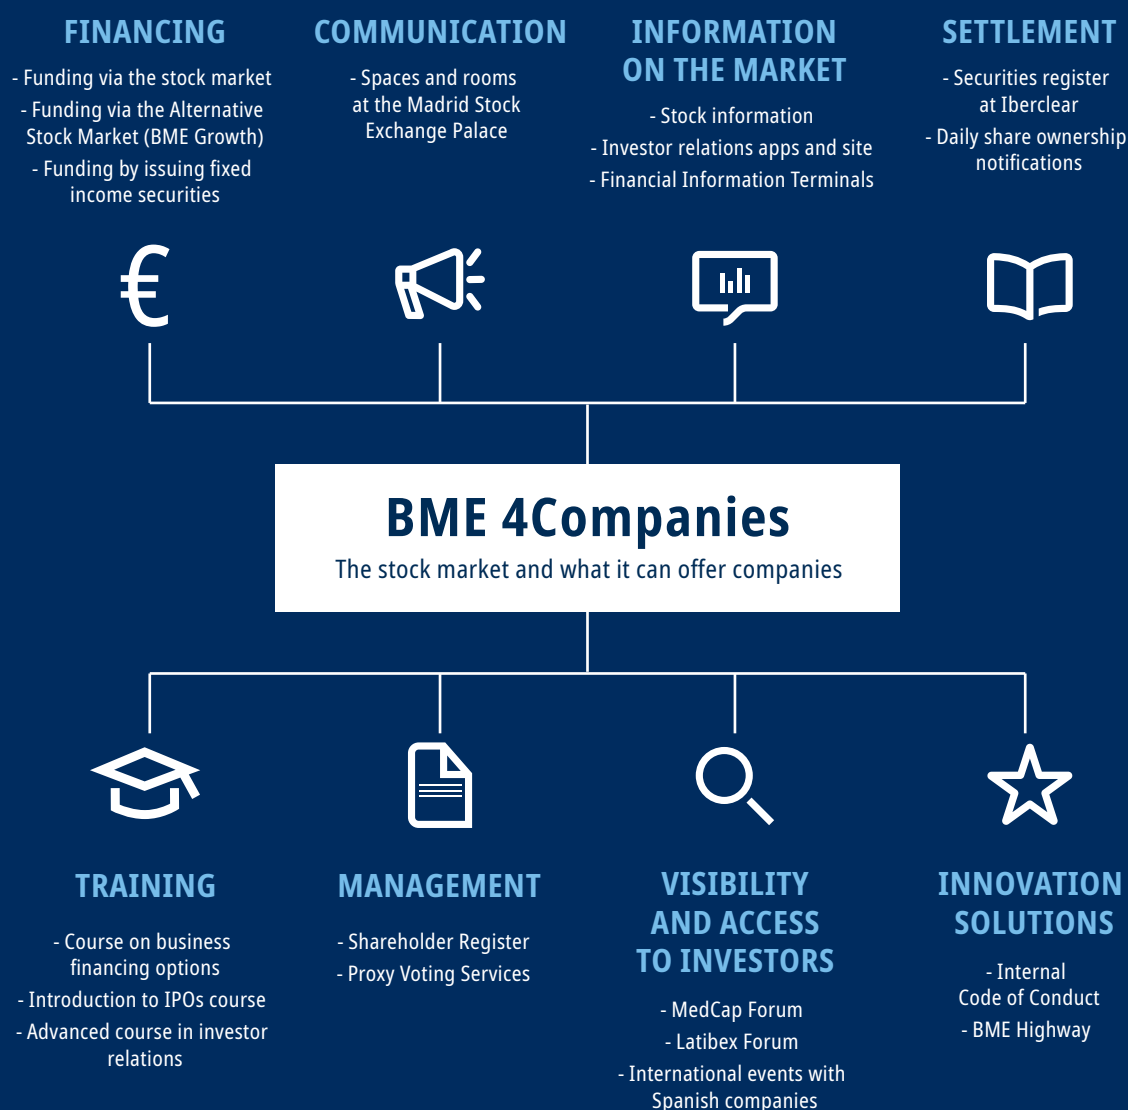 FINANCING
- Funding via the stock market
- Funding via the Alternative
Stock Market (BME Growth)
- Funding by issuing fixed
income securities
COMMUNICATION
- Spaces and rooms
at the Madrid Stock
Exchange Palace
INFORMATION
ON THE MARKET
- Stock information
- Investor relations apps and site
- Financial Information Terminals
SETTLEMENT
- Securities register
at Iberclear
- Daily share ownership
notifications
€
BME 4Companies
The stock market and what it can offer companies
TRAINING
- Course on business
financing options
- Introduction to IPOs course
- Advanced course in investor
relations
MANAGEMENT
- Shareholder Register
- Proxy Voting Services
VISIBILITY
AND ACCESS
TO INVESTORS
- MedCap Forum
- Latibex Forum
- International events with
Spanish companies
INNOVATION
SOLUTIONS
- Internal
Code of Conduct
- BME Highway